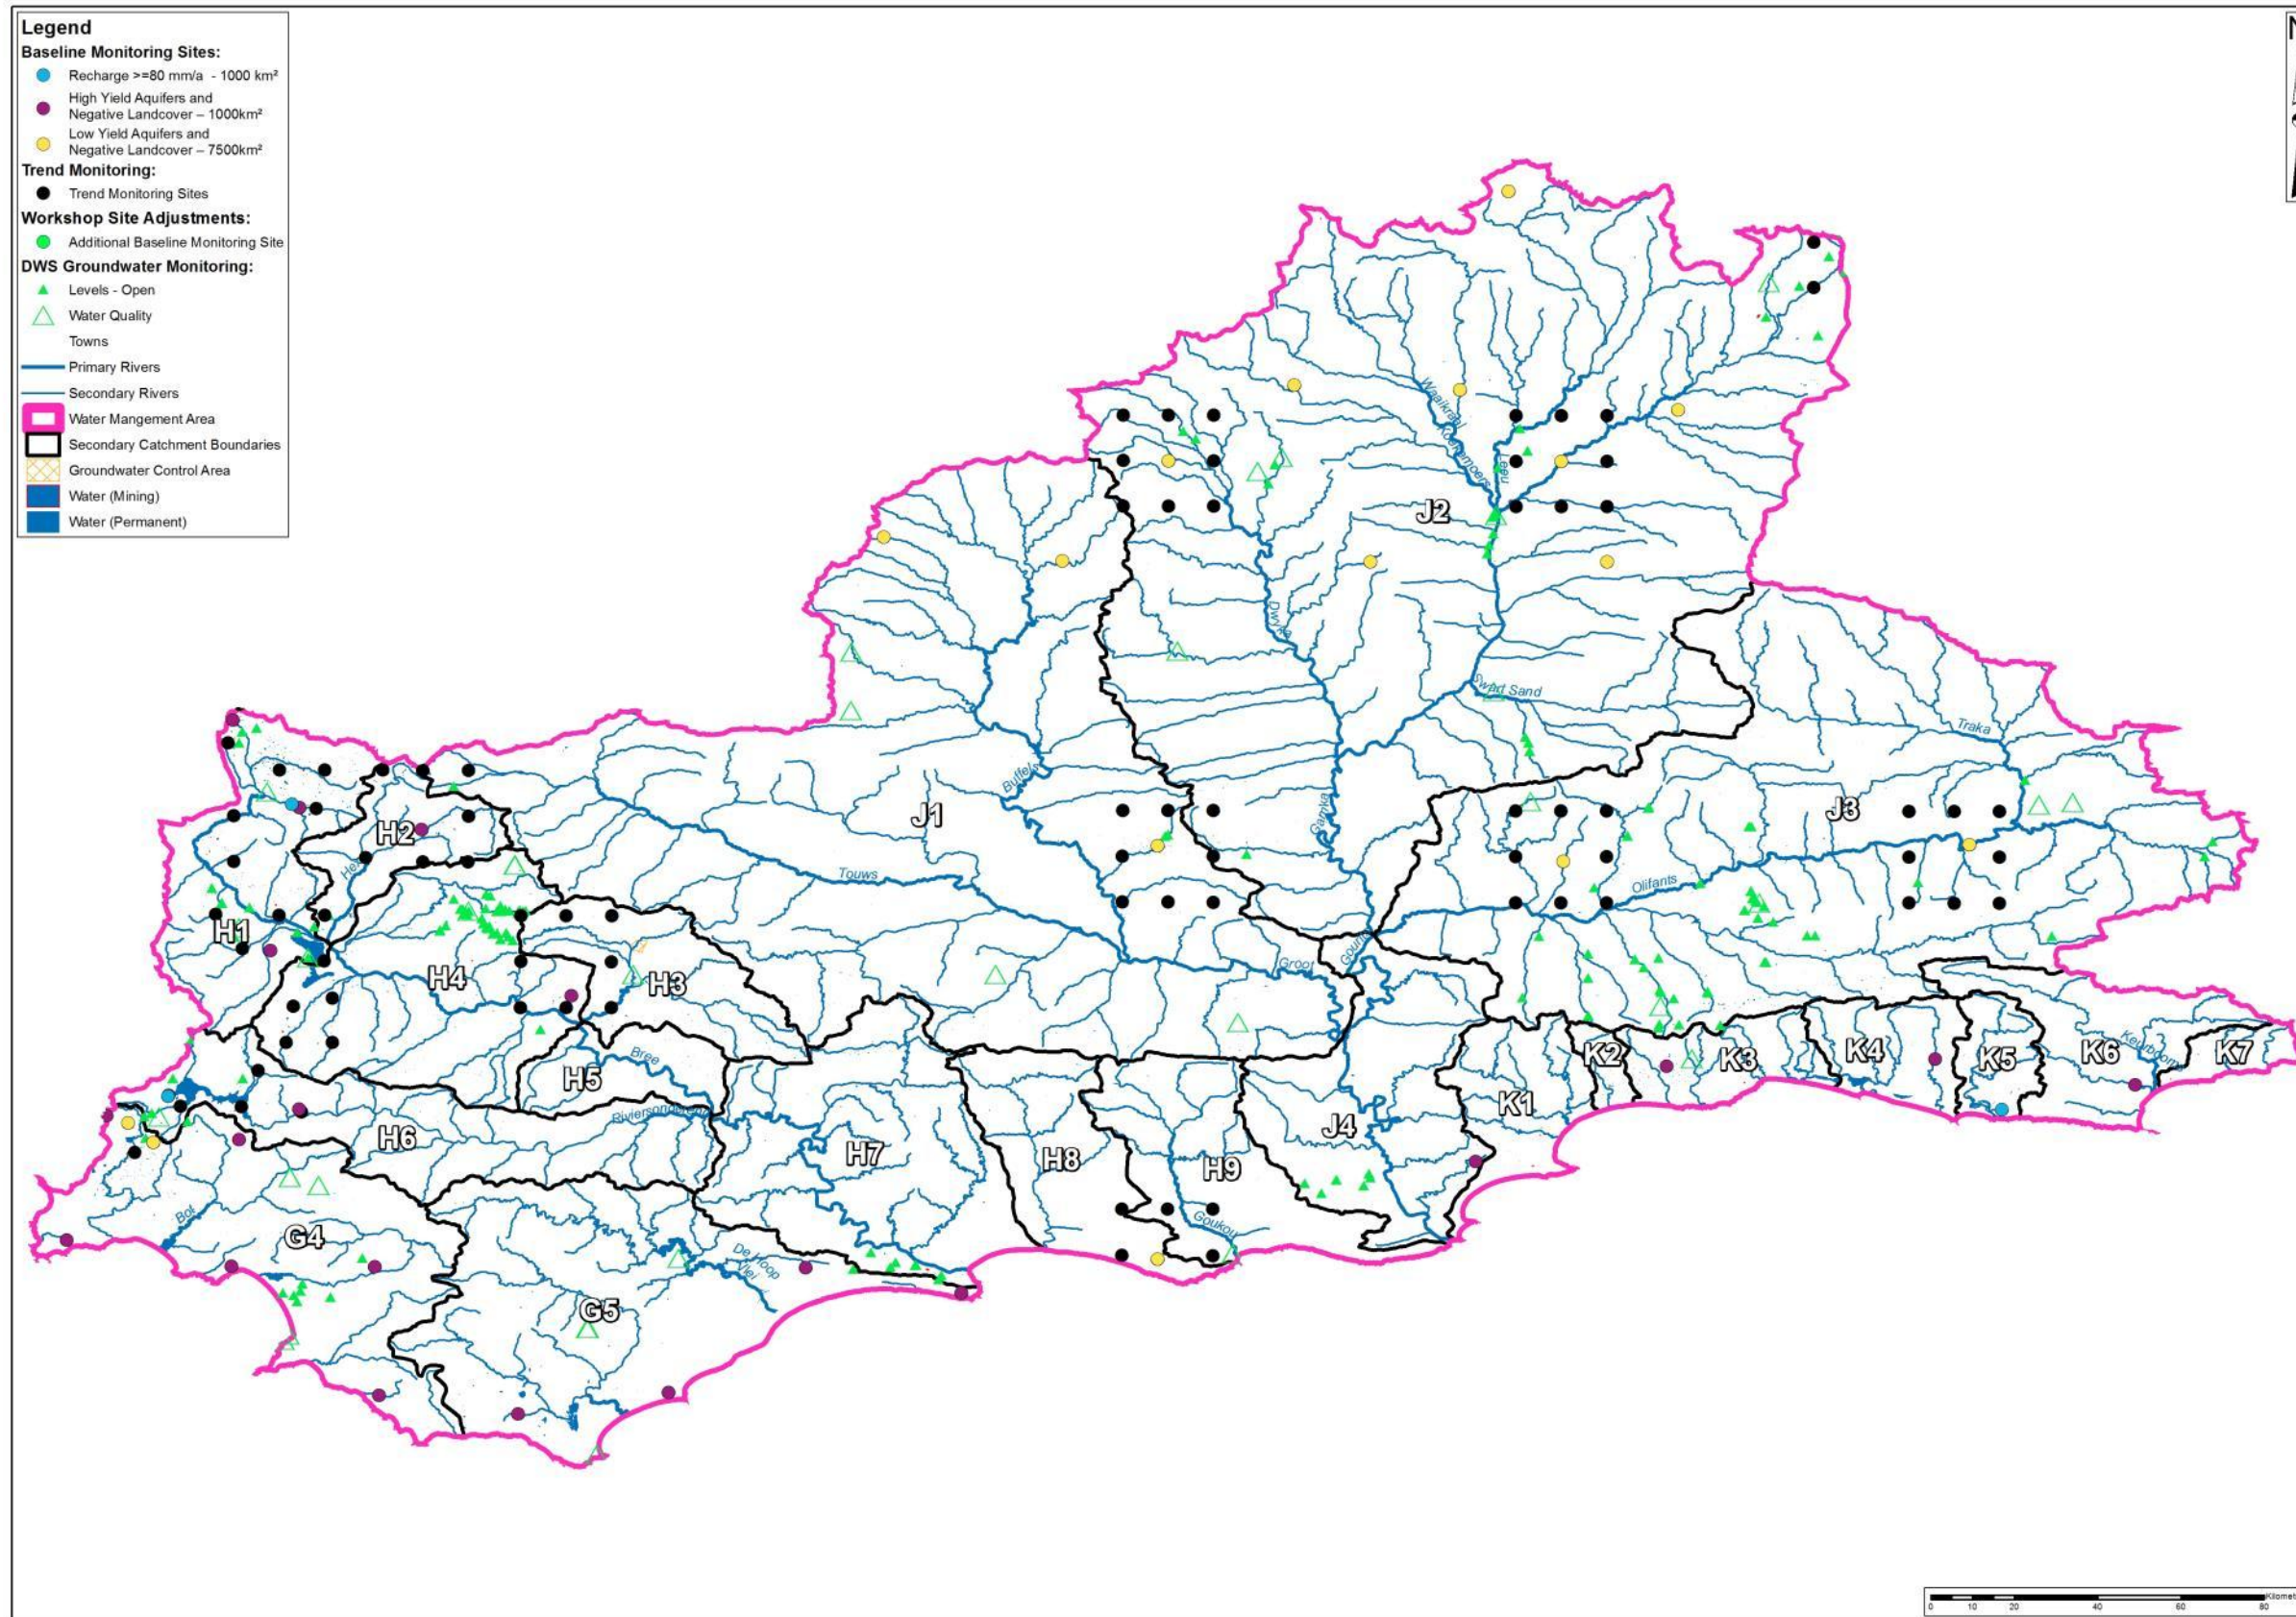 Legend
Baseline Monitoring Sites:
Recharge >=80 mm/a - 1000 km²
High Yield Aquifers and
Negative Landcover – 1000km²
Low Yield Aquifers and
Negative Landcover – 7500km²
Trend Monitoring:
Trend Monitoring Sites
Workshop Site Adjustments:
Additional Baseline Monitoring Site
DWS Groundwater Monitoring:
Levels - Open
Water Quality
Towns
Primary Rivers
Secondary Rivers
Water Mangement Area
Secondary Catchment Boundaries
Groundwater Control Area
Water (Mining)
Water (Permanent)
N
Waaikraal
Koekemoers
Leeu
J2
Dwyka
Swart Sand
Traka
Buffels
J1
Gamka
J3
H2
Hex
Touws
Olifants
H1
H4
H3
Groot
Gourits
K2
K3
K4
K5
K6
Keurbooms
K7
Bree
H5
K1
Riviersonderend
H6
H7
H8
H9
J4
Bot
G4
Goukou
De Hoop
Vlei
G5
0 10 20 40 60 80